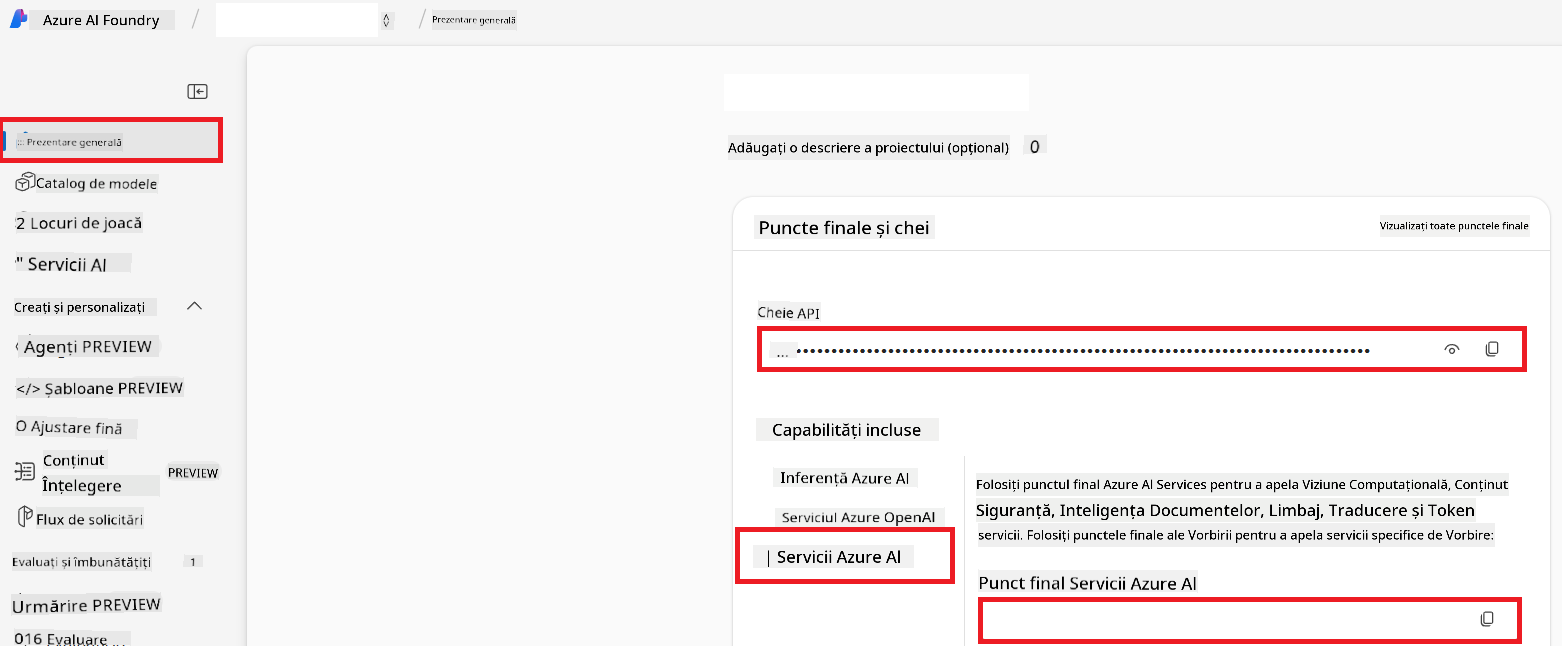 Azure AI Foundry / / Prezentare generală
Prezentare generală
Catalog de modele
2 Locuri de joacă
" Servicii AI
Creați și personalizați
Agenți PREVIEW
</> Șabloane PREVIEW
O Ajustare fină
Conținut
Înțelegere
PREVIEW
Flux de solicitări
Evaluați și îmbunătățiți 1
Urmărire PREVIEW
016 Evaluare
Adăugați o descriere a proiectului (opțional) 0
Puncte finale și chei
Vizualizați toate punctele finale
Cheie API
... ••••••••••••••••••••••••••••••••••••••••••••••••••••••••••••••••••••••••••••••••
Capabilități incluse
Inferență Azure AI
Serviciul Azure OpenAI
| Servicii Azure AI
Folosiți punctul final Azure AI Services pentru a apela Viziune Computațională, Conținut
Siguranță, Inteligența Documentelor, Limbaj, Traducere și Token
servicii. Folosiți punctele finale ale Vorbirii pentru a apela servicii specifice de Vorbire:
Punct final Servicii Azure AI